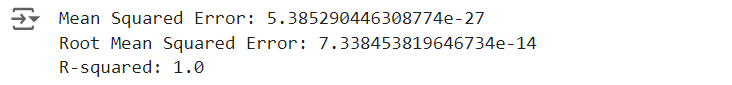 Mean Squared Error: 5.385290446308774e-27
Root Mean Squared Error: 7.338453819646734e-14
R-squared: 1.0